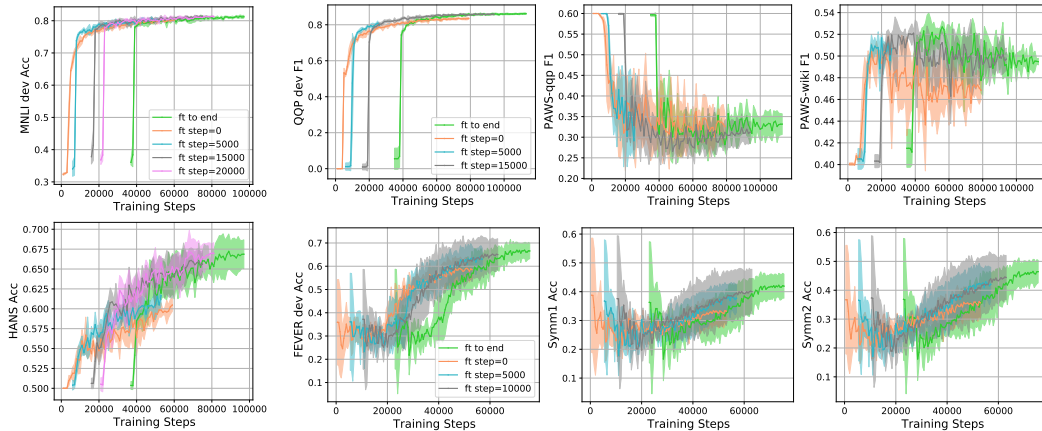 MNLI dev Acc
0.8
0.7
0.6
0.5
0.4
0.3
ft to end
ft step=0
ft step=5000
ft step=15000
ft step=20000
0 20000 40000 60000 80000 100000
Training Steps
QQP dev F1
0.8
0.6
0.4
0.2
0.0
ft to end
ft step=0
ft step=5000
ft step=15000
0 20000 40000 60000 80000 100000
Training Steps
PAWS-qqp F1
0.60
0.55
0.50
0.45
0.40
0.35
0.30
0.25
0.20
0 20000 40000 60000 80000 100000
Training Steps
PAWS-wiki F1
0.54
0.52
0.50
0.48
0.46
0.44
0.42
0.40
0 20000 40000 60000 80000 100000
Training Steps
HANS Acc
0.700
0.675
0.650
0.625
0.600
0.575
0.550
0.525
0.500
0 20000 40000 60000 80000 100000
Training Steps
FEVER dev Acc
0.7
0.6
0.5
0.4
0.3
0.2
0.1
ft to end
ft step=0
ft step=5000
ft step=10000
0 20000 40000 60000
Training Steps
Symm1 Acc
0.6
0.5
0.4
0.3
0.2
0.1
0 20000 40000 60000
Training Steps
Symm2 Acc
0.6
0.5
0.4
0.3
0.2
0.1
0 20000 40000 60000
Training Steps